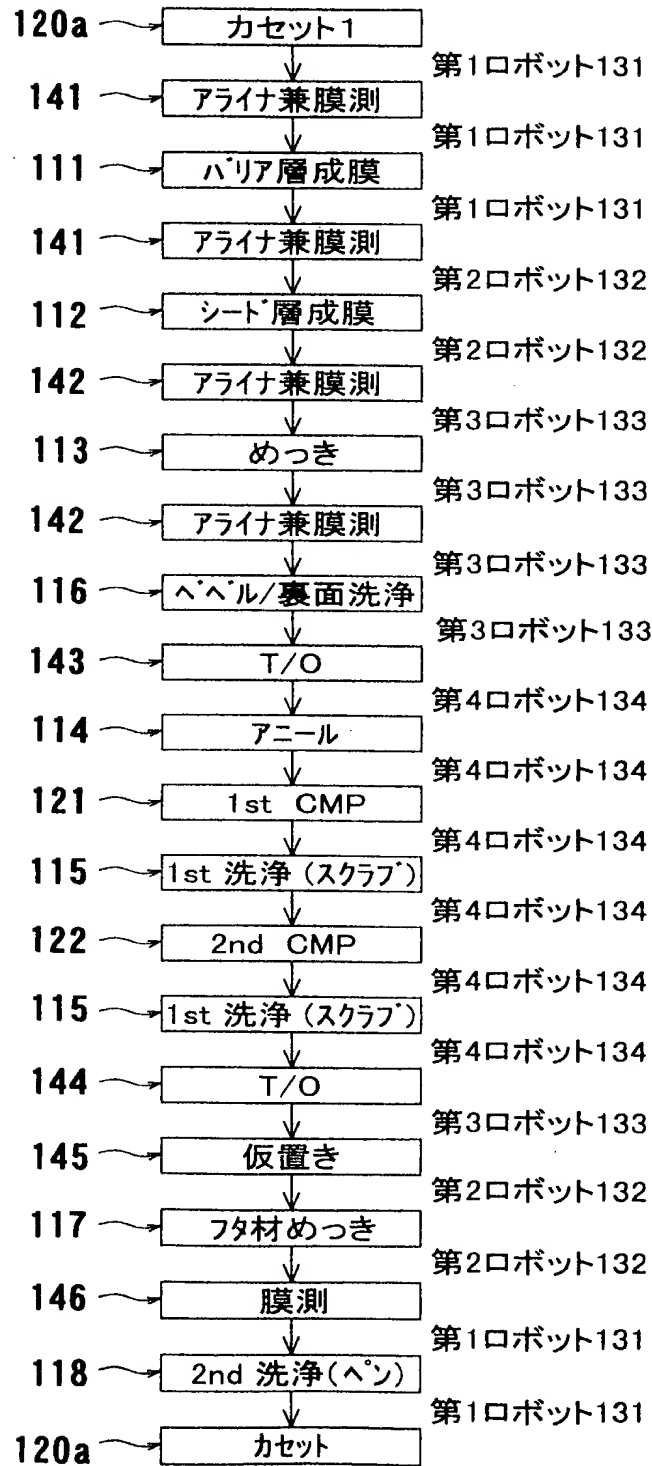 120a カセット1
第1ロボット131
141 アライナ兼膜測
第1ロボット131
111 バリア層成膜
第1ロボット131
141 アライナ兼膜測
第2ロボット132
112 シード層成膜
第2ロボット132
142 アライナ兼膜測
第3ロボット133
113 めっき
第3ロボット133
142 アライナ兼膜測
第3ロボット133
116 ベベル/裏面洗浄
第3ロボット133
143 T/O
第4ロボット134
114 アニール
第4ロボット134
121 1st CMP
第4ロボット134
115 1st 洗浄(スクラブ)
第4ロボット134
122 2nd CMP
第4ロボット134
115 1st 洗浄(スクラブ)
第4ロボット134
144 T/O
第3ロボット133
145 仮置き
第2ロボット132
117 フタ材めっき
第2ロボット132
146 膜測
第1ロボット131
118 2nd 洗浄(ペン)
第1ロボット131
120a カセット